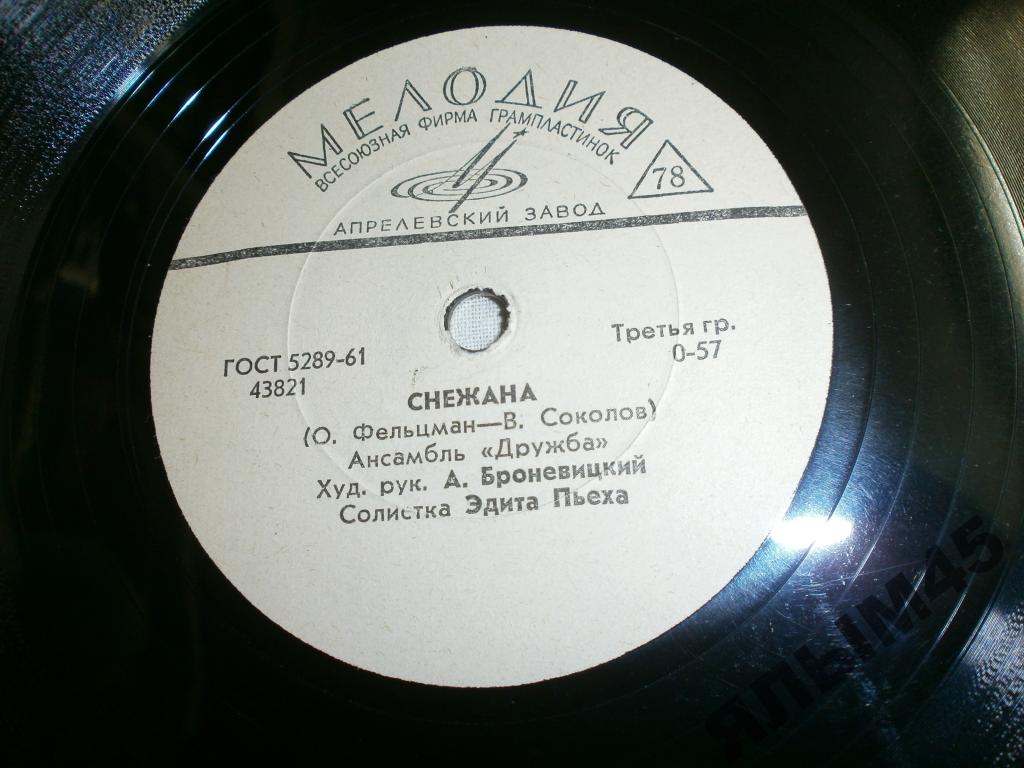 МЕЛОДИЯ
ВСЕСОЮЗНАЯ ФИРМА ГРАМПЛАСТИНОК
78
АПРЕЛЕВСКИЙ ЗАВОД
ГОСТ 5289-61
43821
Третья гр.
0-57
СНЕЖАНА
(О. Фельцман—В. Соколов)
Ансамбль «Дружба»
Худ. рук. А. Броневицкий
Солистка Эдита Пьеха
ЯЛЫМ45